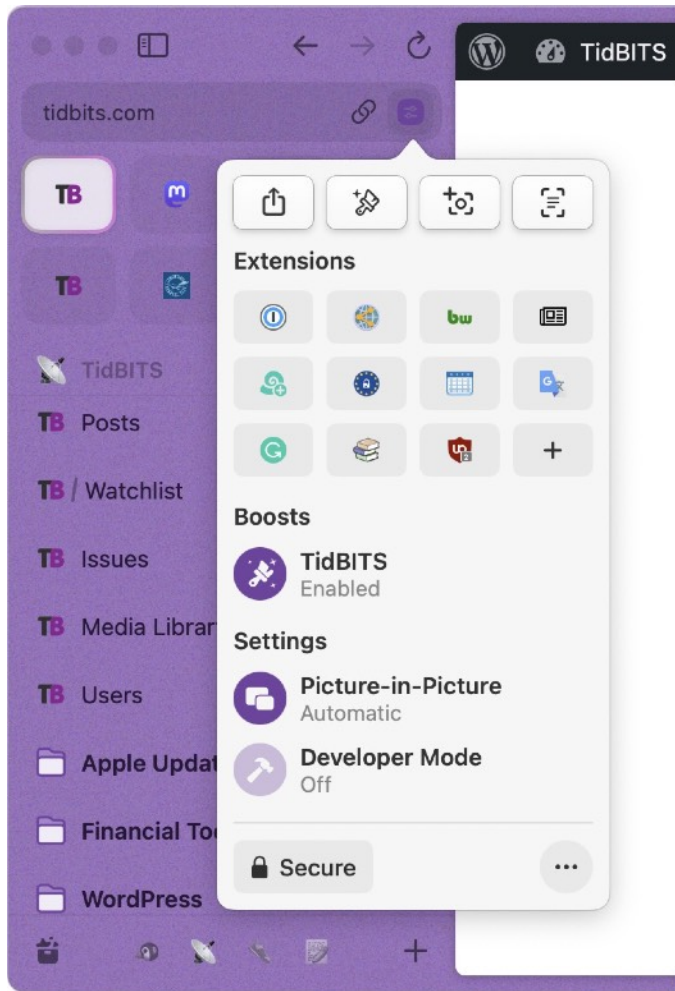 TidBITS
tidbits.com
TB
TB
TidBITS
TB Posts
TB / Watchlist
TB Issues
TB Media Librar
TB Users
Apple Updat
Financial To
WordPress
Extensions
bw
Boosts
TidBITS
Enabled
Settings
Picture-in-Picture
Automatic
Developer Mode
Off
Secure